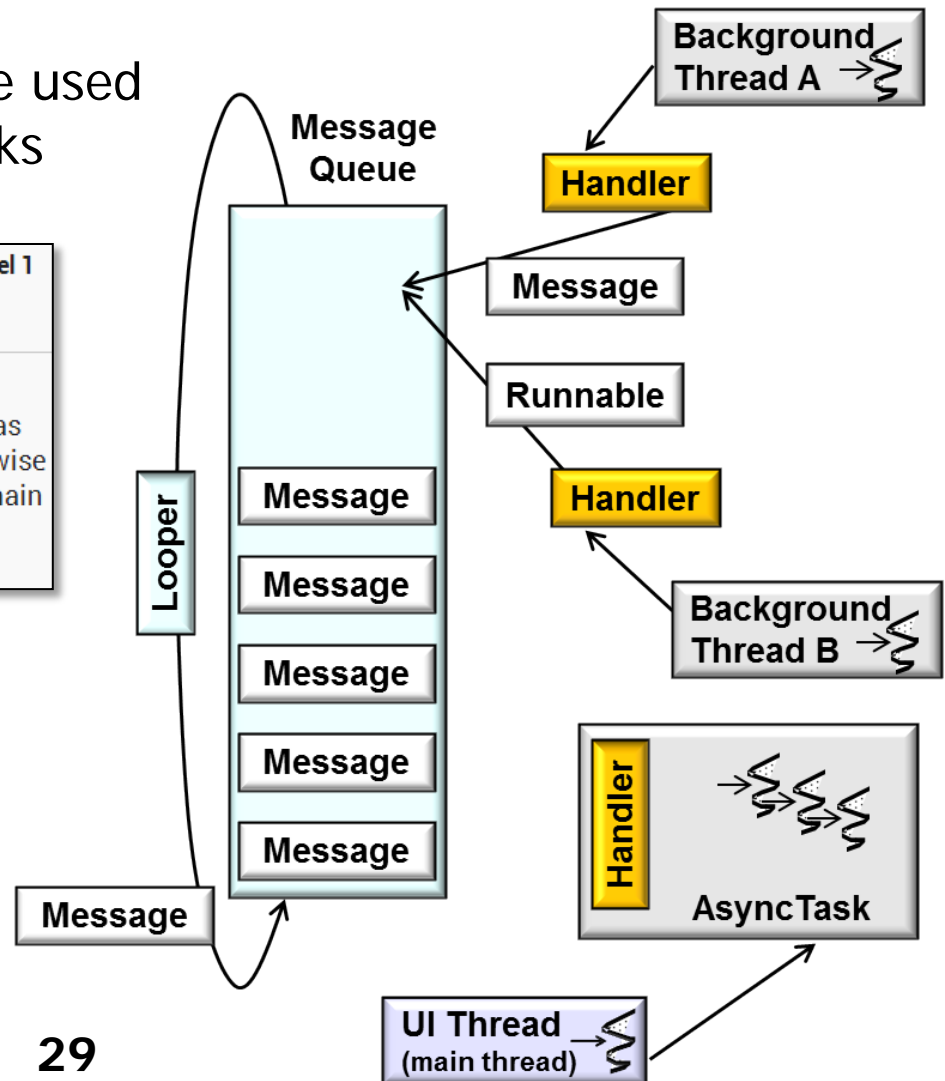 e used
ks
el 1
as
wise
Message
Queue
Looper
Message
Message
Message
Message
Message
Message
Background
Thread A
Handler
Message
Runnable
Handler
Background
Thread B
Handler
AsyncTask
UI Thread
(main thread)
29